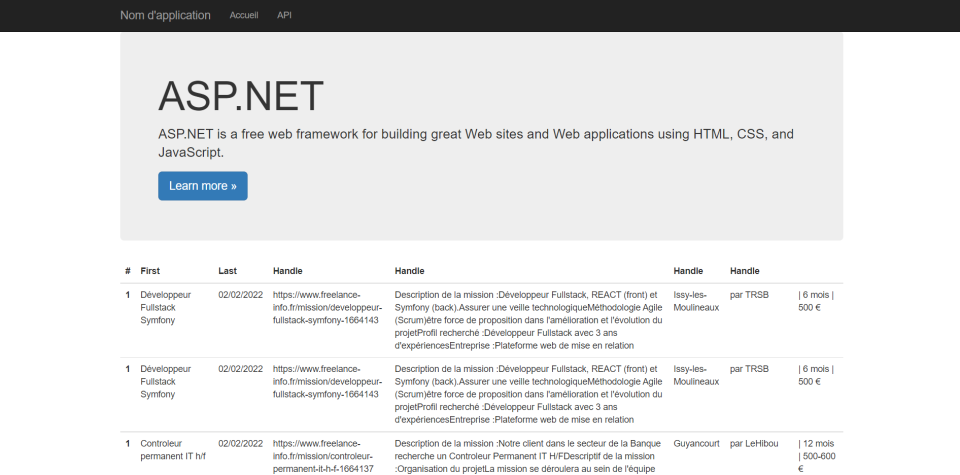 Nom d'application Accueil API
ASP.NET
ASP.NET is a free web framework for building great Web sites and Web applications using HTML, CSS, and
JavaScript.
Learn more »
# First Last Handle Handle Handle Handle
1 Développeur 02/02/2022 https://www.freelance- Description de la mission :Développeur Fullstack, REACT (front) et Issy-les- par TRSB | 6 mois |
Fullstack info.fr/mission/developpeur- Symfony (back).Assurer une veille technologiqueMéthodologie Agile Moulineaux 500 €
Symfony fullstack-symfony-1664143 (Scrum)être force de proposition dans l'amélioration et l'évolution du
projetProfil recherché :Développeur Fullstack avec 3 ans
d'expériencesEntreprise :Plateforme web de mise en relation
1 Développeur 02/02/2022 https://www.freelance- Description de la mission :Développeur Fullstack, REACT (front) et Issy-les- par TRSB | 6 mois |
Fullstack info.fr/mission/developpeur- Symfony (back).Assurer une veille technologiqueMéthodologie Agile Moulineaux 500 €
Symfony fullstack-symfony-1664143 (Scrum)être force de proposition dans l'amélioration et l'évolution du
projetProfil recherché :Développeur Fullstack avec 3 ans
d'expériencesEntreprise :Plateforme web de mise en relation
1 Controleur 02/02/2022 https://www.freelance- Description de la mission :Notre client dans le secteur de la Banque Guyancourt par LeHibou | 12 mois
permanent IT h/f info.fr/mission/controleur- recherche un Controleur Permanent IT H/FDescriptif de la mission | 500-600
permanent-it-h-f-1664137 :Organisation du projetLa mission se déroulera au sein de l'équipe €